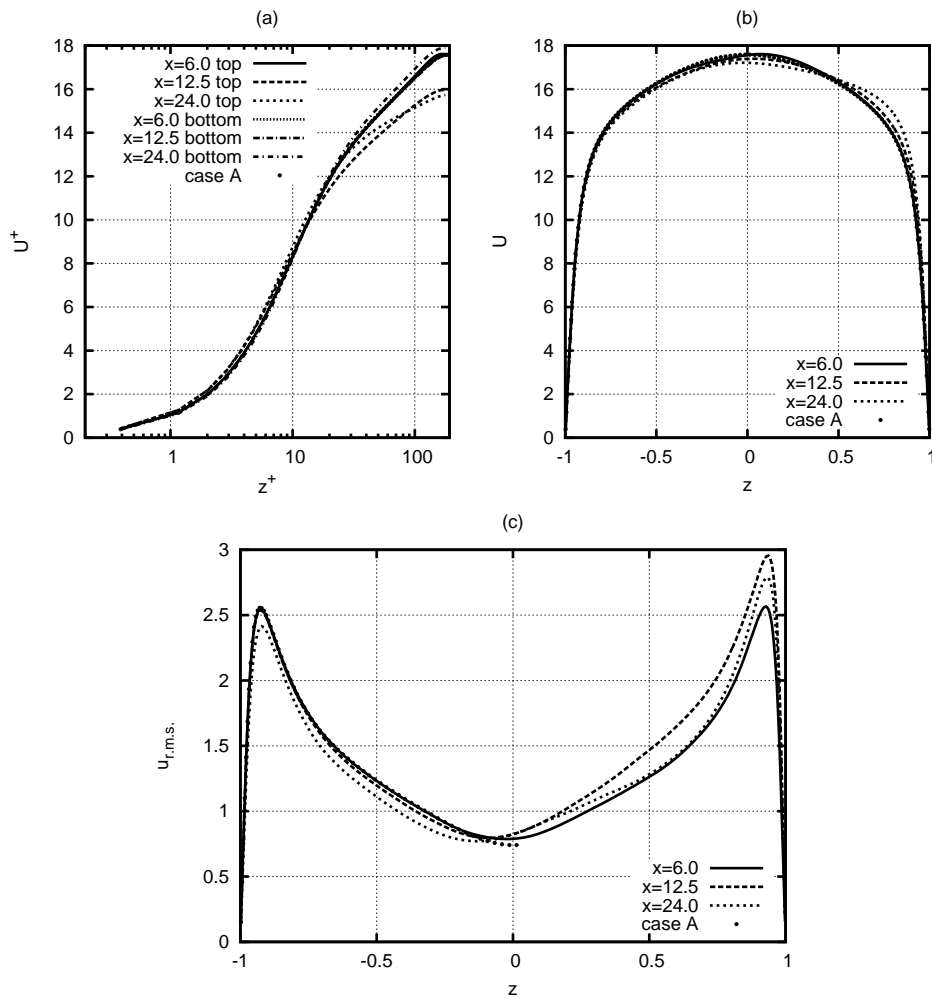 (a)
18
16
14
12
10
8
6
4
2
0
U+
x=6.0 top
x=12.5 top
x=24.0 top
x=6.0 bottom
x=12.5 bottom
x=24.0 bottom
case A
1 10 100
z+
(b)
18
16
14
12
10
8
6
4
2
0
U
x=6.0
x=12.5
x=24.0
case A
-1 -0.5 0 0.5 1
z
(c)
3
2.5
2
1.5
1
0.5
0
u r.m.s.
x=6.0
x=12.5
x=24.0
case A
-1 -0.5 0 0.5 1
z